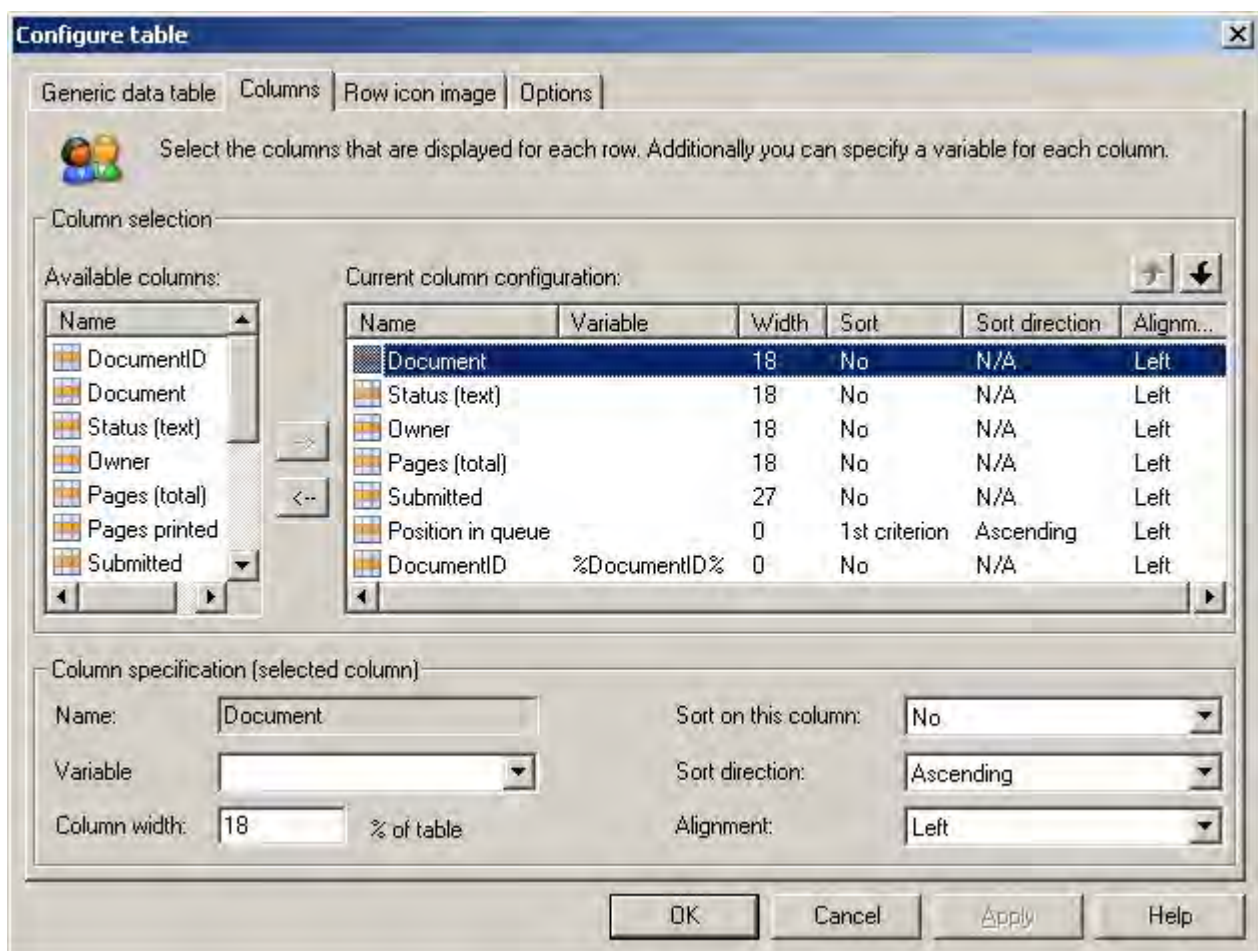 Configure table
Generic data table Columns Row icon image Options
Select the columns that are displayed for each row. Additionally you can specify a variable for each column.
Column selection
Available columns: Current column configuration:
Name Name Variable Width Sort Sort direction Alignm...
DocumentID Document 18 No N/A Left
Document Status (text) 18 No N/A Left
Status (text) Owner 18 No N/A Left
Owner Pages (total) 18 No N/A Left
Pages (total) Submitted 27 No N/A Left
Pages printed Position in queue 0 1st criterion Ascending Left
Submitted DocumentID %DocumentID% 0 No N/A Left
-->
<--
Column specification (selected column)
Name: Document Sort on this column: No
Variable Sort direction: Ascending
Column width: 18 % of table Alignment: Left
OK Cancel Apply Help